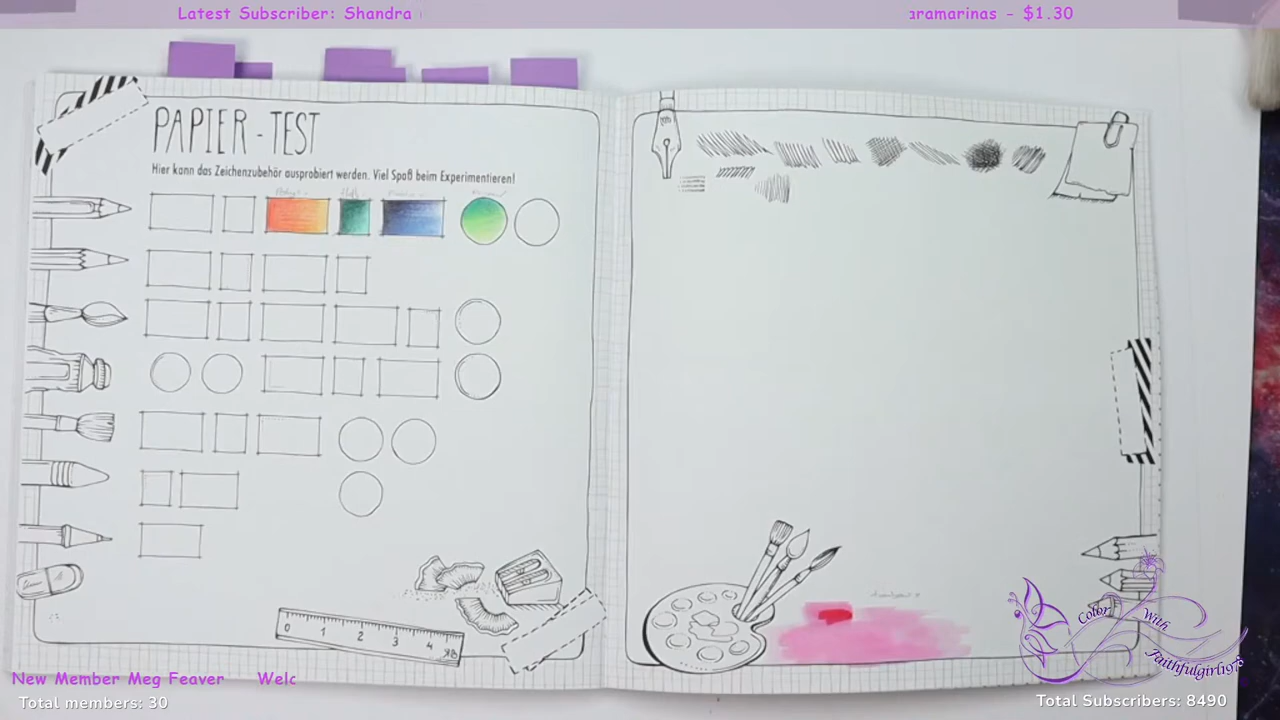 Latest Subscriber: Shandra
aramarinas - $1.30
PAPIER-TEST
Hier kann das Zeichenzubehör ausprobiert werden. Viel Spaß beim Experimentieren!
0 1 2 3 4
Color
With
Faithfulgirl1978
New Member Meg Feaver Welc
Total members: 30
Total Subscribers: 8490